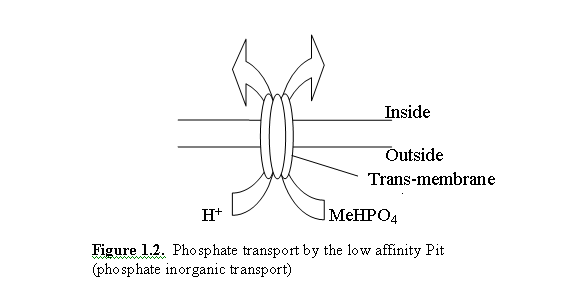 Inside
Outside
Trans-membrane
H⁺
MeHPO₄
Figure 1.2. Phosphate transport by the low affinity Pit
(phosphate inorganic transport)